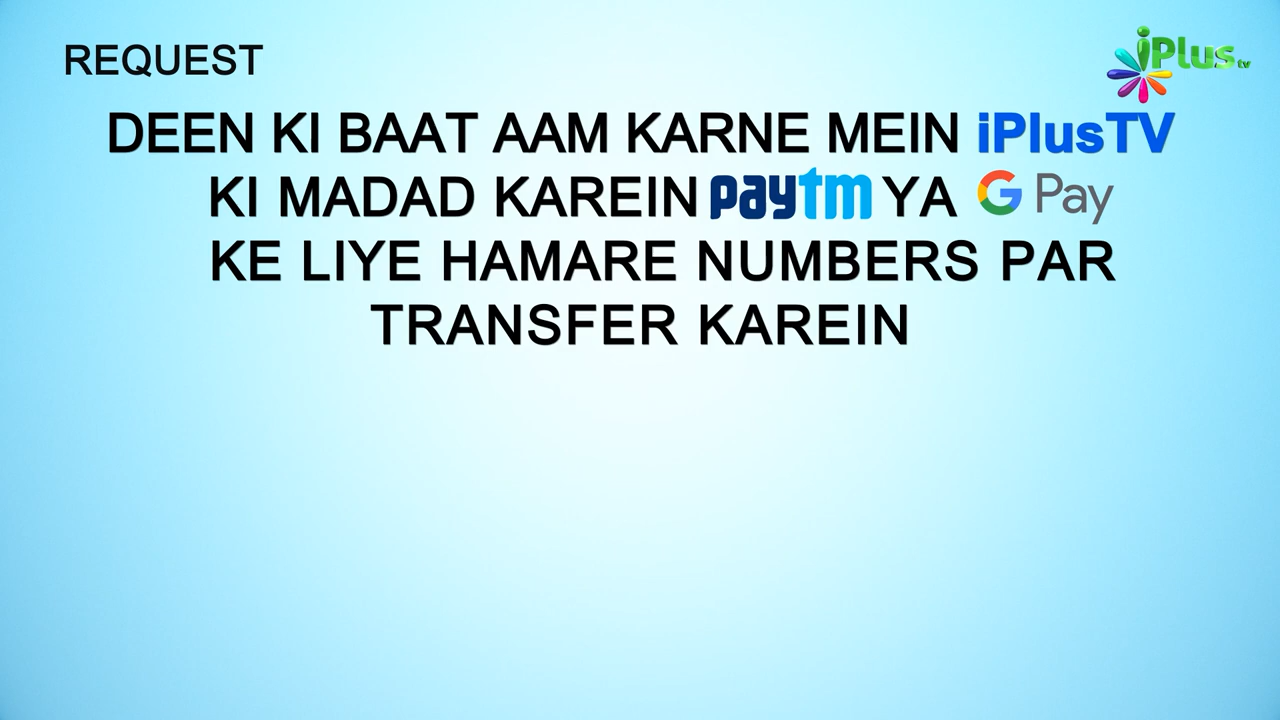 REQUEST
iPlus tv
DEEN KI BAAT AAM KARNE MEIN iPlusTV
KI MADAD KAREIN paytm YA G Pay
KE LIYE HAMARE NUMBERS PAR
TRANSFER KAREIN